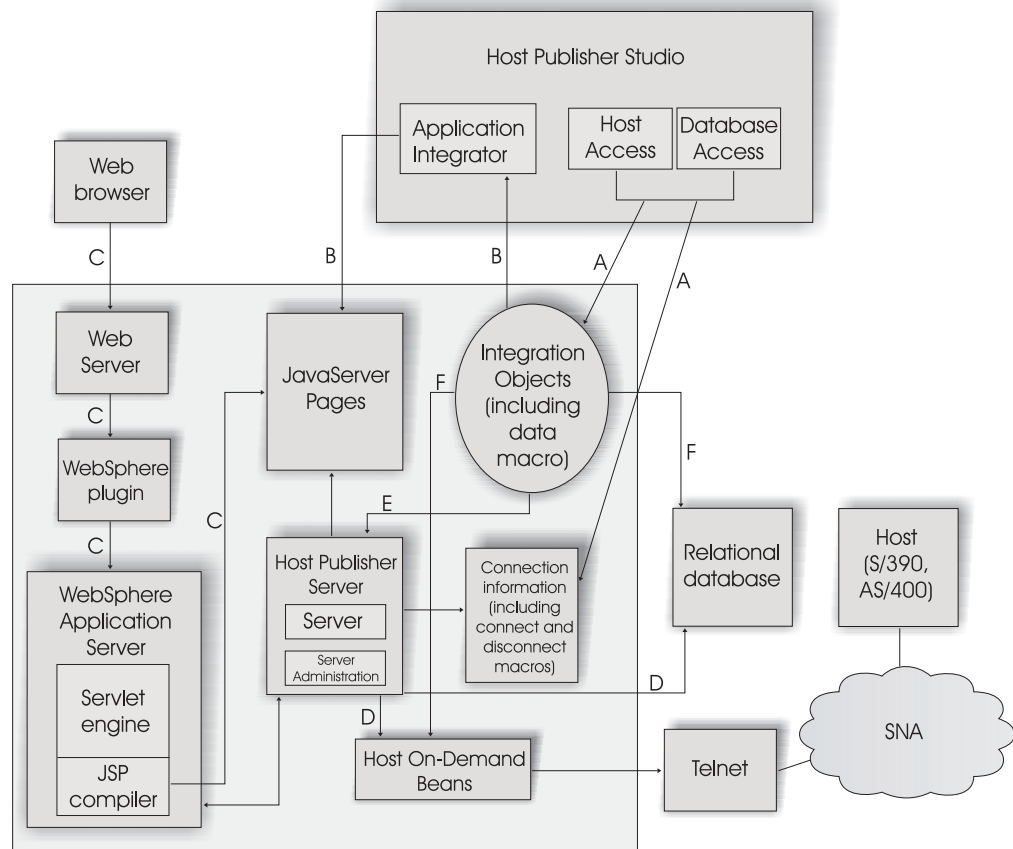 Host Publisher Studio
Application
Integrator
Host
Access
Database
Access
Web
browser
C
B
B
A
A
Web
Server
JavaServer
Pages
Integration
Objects
(including
data
macro)
F
F
C
WebSphere
plugin
C
C
E
Host Publisher
Server
Server
Server
Administration
Connection
information
(including
connect and
disconnect
macros)
Relational
database
Host
(S/390,
AS/400)
WebSphere
Application
Server
Servlet
engine
JSP
compiler
D
D
Host On-Demand
Beans
Telnet
SNA